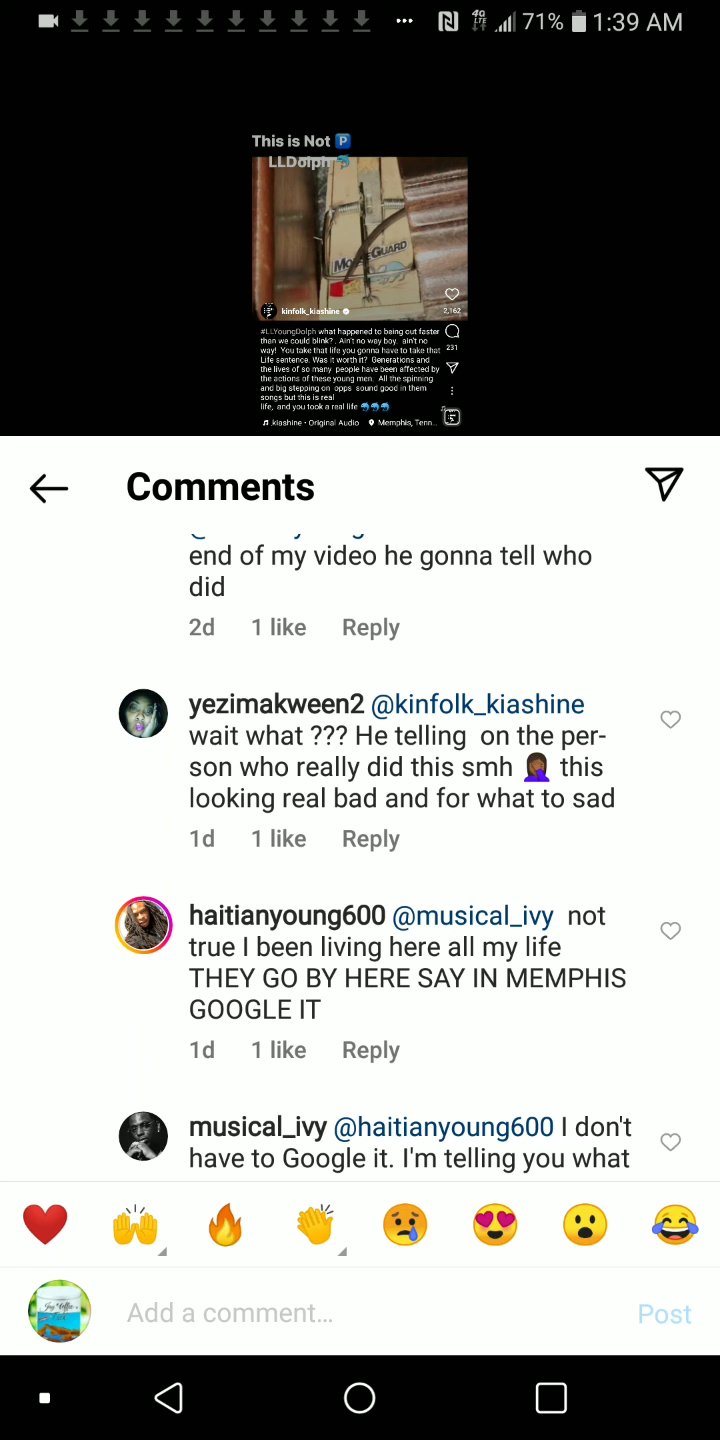 4G
LTE
71%
1:39 AM
This is Not 🅿️
LLDolph 🐬
kinfolk_kiashine
2,162
#LLYoungDolph what happened to being out faster
than we could blink? . Ain't no way boy. ain't no
way! You take that life you gonna have to take that
Life sentence. Was it worth it? Generations and
the lives of so many people have been affected by
the actions of these young men. All the spinning
and big stepping on opps sound good in them
songs but this is real
life, and you took a real life 🐬🐬🐬
231
.kiashine • Original Audio
Memphis, Tenn...
Comments
end of my video he gonna tell who
did
2d 1 like Reply
yezimakween2 @kinfolk_kiashine
wait what ??? He telling on the per-
son who really did this smh 🤦🏾‍♀️ this
looking real bad and for what to sad
1d 1 like Reply
haitianyoung600 @musical_ivy not
true I been living here all my life
THEY GO BY HERE SAY IN MEMPHIS
GOOGLE IT
1d 1 like Reply
musical_ivy @haitianyoung600 I don't
have to Google it. I'm telling you what
Add a comment...
Post